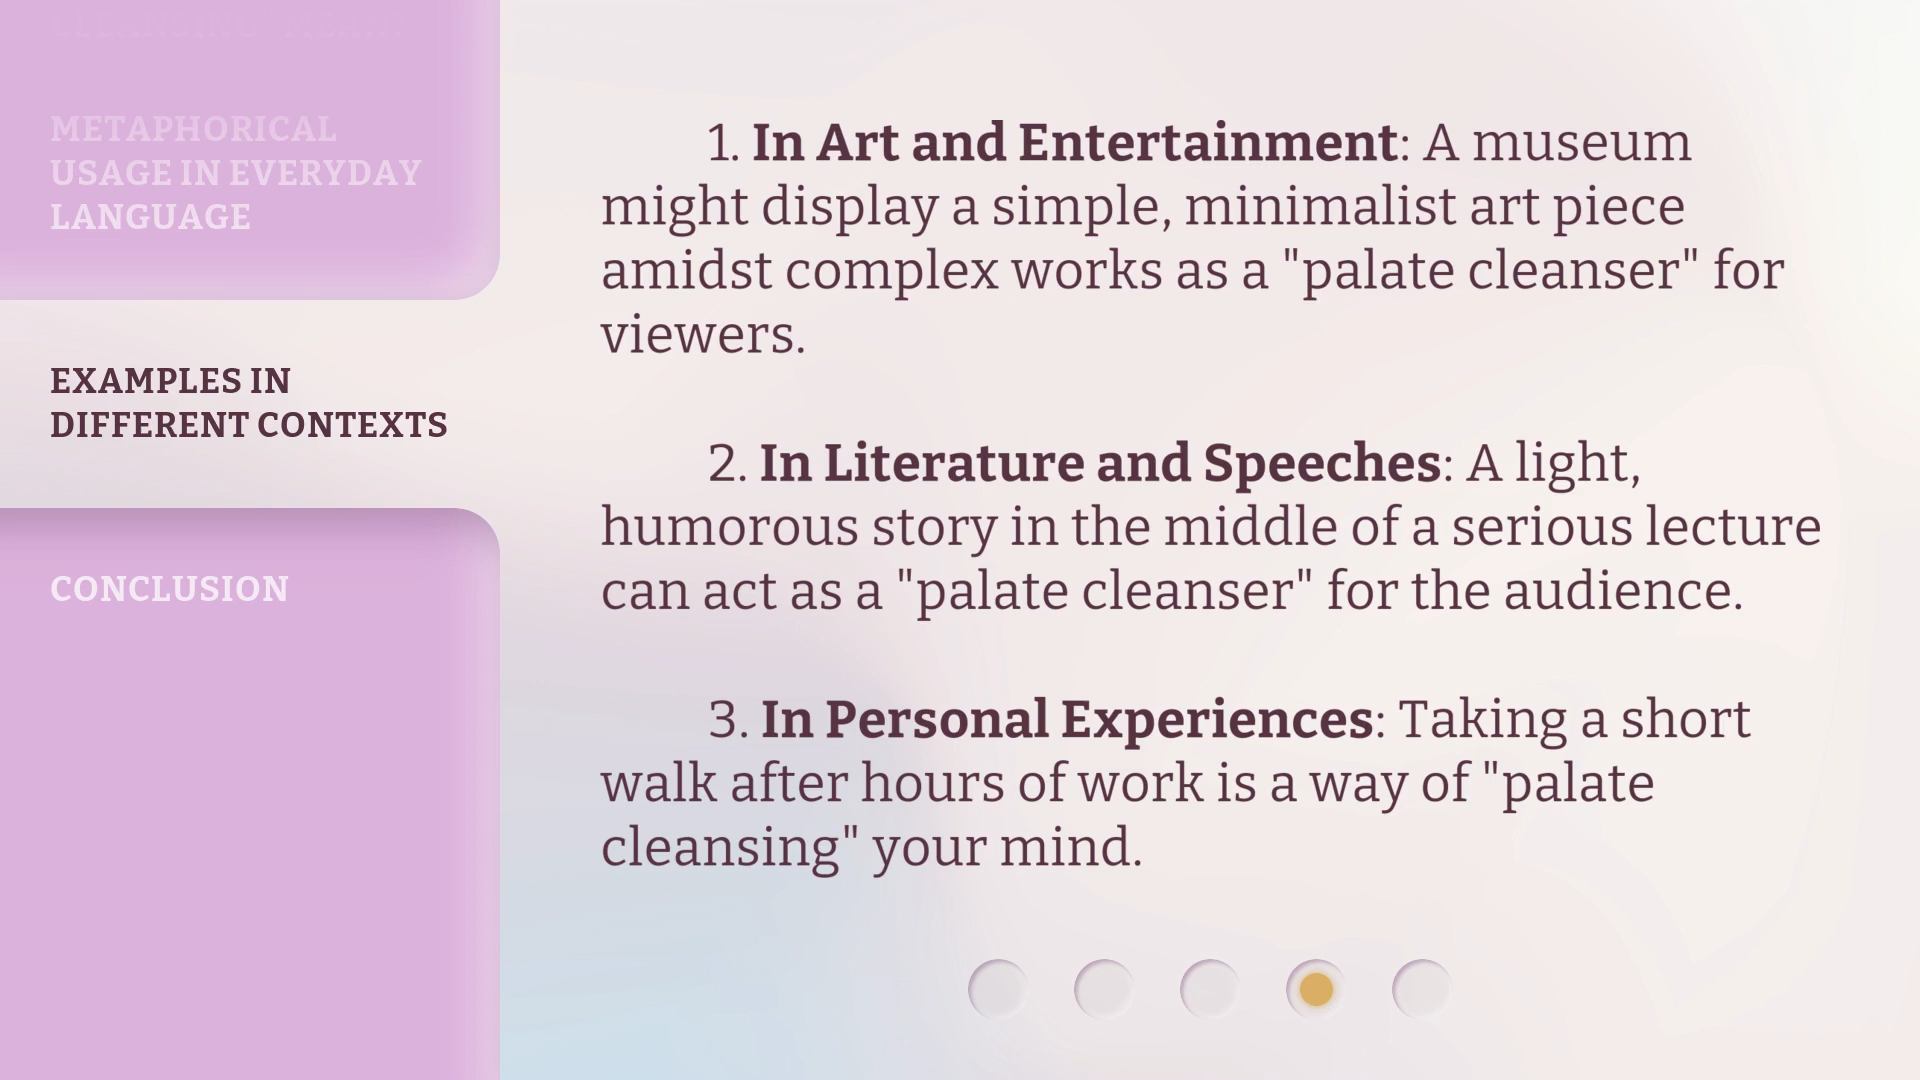 CLEANSING" MEAN?
METAPHORICAL
USAGE IN EVERYDAY
LANGUAGE
EXAMPLES IN
DIFFERENT CONTEXTS
CONCLUSION
1. In Art and Entertainment: A museum
might display a simple, minimalist art piece
amidst complex works as a "palate cleanser" for
viewers.
2. In Literature and Speeches: A light,
humorous story in the middle of a serious lecture
can act as a "palate cleanser" for the audience.
3. In Personal Experiences: Taking a short
walk after hours of work is a way of "palate
cleansing" your mind.